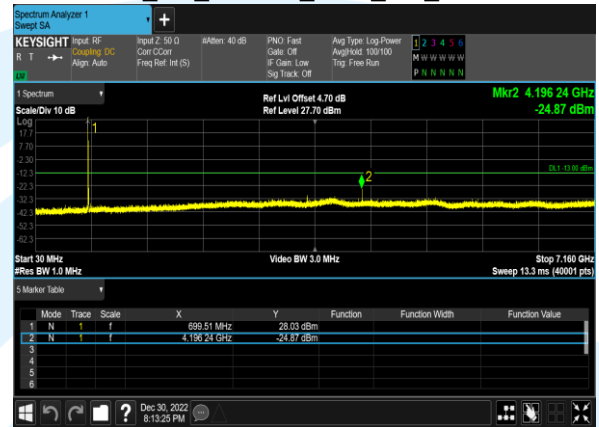 Spectrum Analyzer 1
Swept SA
KEYSIGHT Input: RF Input Z: 50 Ω #Atten: 40 dB PNO: Fast Avg Type: Log-Power 1 2 3 4 5 6
R T Coupling: DC Corr CCorr Gate: Off Avg|Hold: 100/100 M W W W W W
Align: Auto Freq Ref: Int (S) IF Gain: Low Trig: Free Run P N N N N N
Sig Track: Off
1 Spectrum Ref Lvl Offset 4.70 dB Mkr2 4.196 24 GHz
Scale/Div 10 dB Ref Level 27.70 dBm -24.87 dBm
Log
17.7
7.70
-2.30
-12.3
-22.3
-32.3
-42.3
-52.3
-62.3
1
2
DL1 -13.00 dBm
Start 30 MHz Video BW 3.0 MHz Stop 7.160 GHz
#Res BW 1.0 MHz Sweep 13.3 ms (40001 pts)
5 Marker Table
Mode Trace Scale X Y Function Function Width Function Value
1 N 1 f 699.51 MHz 28.03 dBm
2 N 1 f 4.196 24 GHz -24.87 dBm
3
4
5
6
? Dec 30, 2022
8:13:25 PM